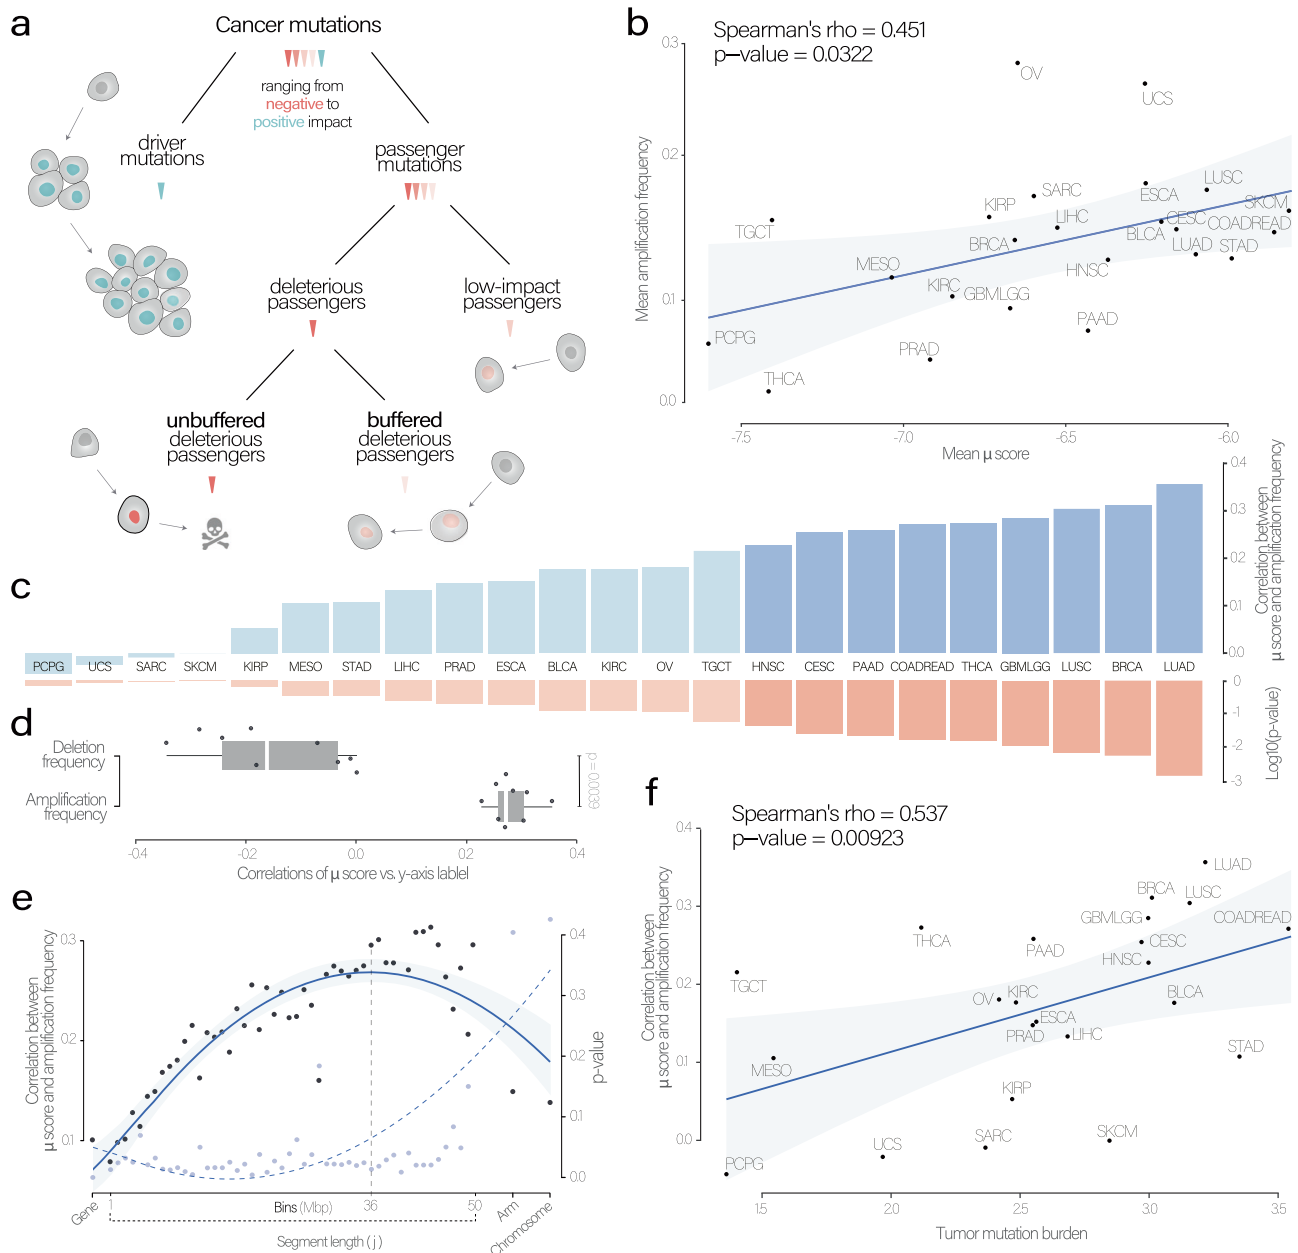 a
Cancer mutations
ranging from
negative to
positive impact
driver
mutations
passenger
mutations
deleterious
passengers
low-impact
passengers
unbuffered
deleterious
passengers
buffered
deleterious
passengers
b
Spearman's rho = 0.451
p–value = 0.0322
Mean amplification frequency
0.3
0.2
0.1
0.0
OV
UCS
TGCT
KIRP
SARC
ESCA
LUSC
SKCM
LIHC
BRCA
BLCA
CESC
COADREAD
LUAD
STAD
MESO
HNSC
KIRC
GBMLGG
PAAD
PCPG
PRAD
THCA
-7.5
-7.0
-6.5
-6.0
Mean µ score
c
0.4
0.3
0.2
0.1
0.0
Correlation between
µ score and amplification frequency
PCPG
UCS
SARC
SKCM
KIRP
MESO
STAD
LIHC
PRAD
ESCA
BLCA
KIRC
OV
TGCT
HNSC
CESC
PAAD
COADREAD
THCA
GBMLGG
LUSC
BRCA
LUAD
0
-1
-2
-3
Log10(p-value)
d
Deletion
frequency
Amplification
frequency
p = 0.0039
-0.4
-0.2
0.0
0.2
0.4
Correlations of µ score vs. y-axis lablel
e
Correlation between
µ score and amplification frequency
0.3
0.2
0.1
0.4
0.3
0.2
0.1
0.0
p-value
Gene
1
Bins (Mbp)
36
50
Arm
Chromosome
Segment length ( j )
f
Spearman's rho = 0.537
p–value = 0.00923
Correlation between
µ score and amplification frequency
0.4
0.3
0.2
0.1
0.0
LUAD
BRCA
LUSC
GBMLGG
COADREAD
THCA
PAAD
CESC
HNSC
TGCT
OV
KIRC
BLCA
ESCA
PRAD
LIHC
STAD
MESO
KIRP
SARC
SKCM
UCS
PCPG
1.5
2.0
2.5
3.0
3.5
Tumor mutation burden